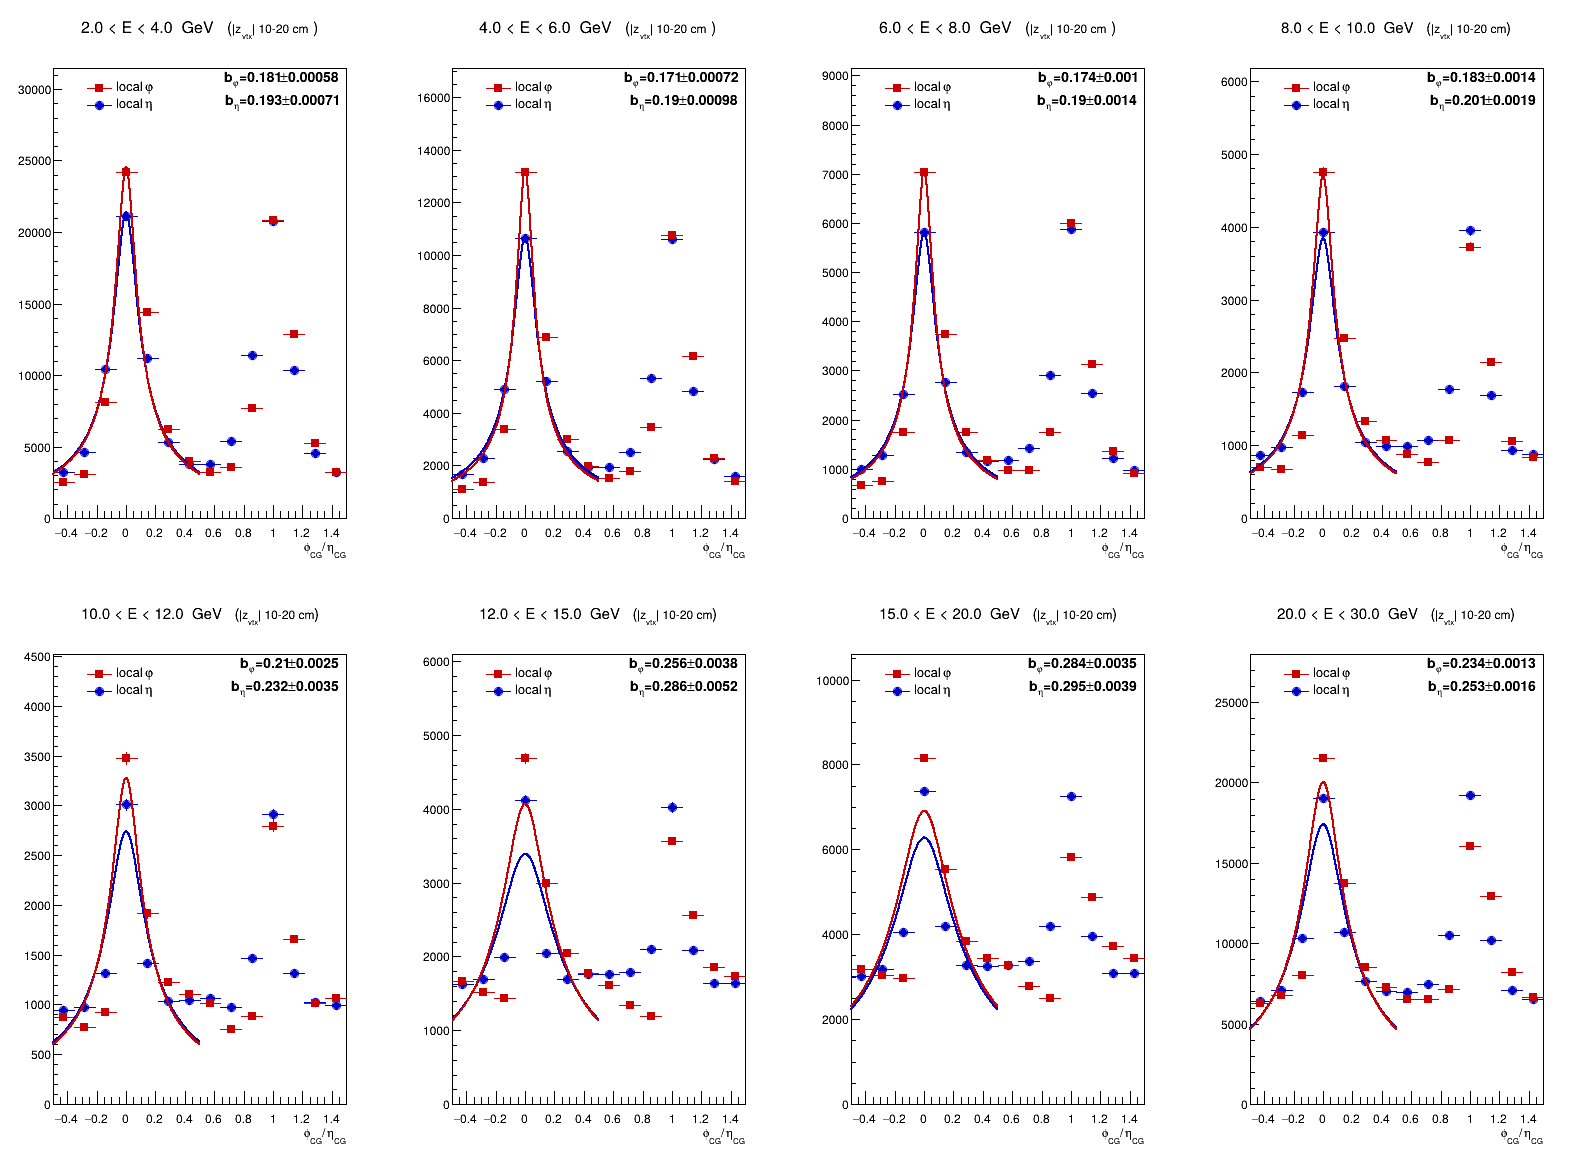 2.0 < E < 4.0 GeV (|z_vtx| 10-20 cm )
local φ
local η
b_φ=0.181±0.00058
b_η=0.193±0.00071
30000
25000
20000
15000
10000
5000
0
−0.4 −0.2 0 0.2 0.4 0.6 0.8 1 1.2 1.4
ϕ_CG/η_CG
4.0 < E < 6.0 GeV (|z_vtx| 10-20 cm )
local φ
local η
b_φ=0.171±0.00072
b_η=0.19±0.00098
16000
14000
12000
10000
8000
6000
4000
2000
0
−0.4 −0.2 0 0.2 0.4 0.6 0.8 1 1.2 1.4
ϕ_CG/η_CG
6.0 < E < 8.0 GeV (|z_vtx| 10-20 cm )
local φ
local η
b_φ=0.174±0.001
b_η=0.19±0.0014
9000
8000
7000
6000
5000
4000
3000
2000
1000
0
−0.4 −0.2 0 0.2 0.4 0.6 0.8 1 1.2 1.4
ϕ_CG/η_CG
8.0 < E < 10.0 GeV (|z_vtx| 10-20 cm)
local φ
local η
b_φ=0.183±0.0014
b_η=0.201±0.0019
6000
5000
4000
3000
2000
1000
0
−0.4 −0.2 0 0.2 0.4 0.6 0.8 1 1.2 1.4
ϕ_CG/η_CG
10.0 < E < 12.0 GeV (|z_vtx| 10-20 cm)
local φ
local η
b_φ=0.21±0.0025
b_η=0.232±0.0035
4500
4000
3500
3000
2500
2000
1500
1000
500
0
−0.4 −0.2 0 0.2 0.4 0.6 0.8 1 1.2 1.4
ϕ_CG/η_CG
12.0 < E < 15.0 GeV (|z_vtx| 10-20 cm)
local φ
local η
b_φ=0.256±0.0038
b_η=0.286±0.0052
6000
5000
4000
3000
2000
1000
0
−0.4 −0.2 0 0.2 0.4 0.6 0.8 1 1.2 1.4
ϕ_CG/η_CG
15.0 < E < 20.0 GeV (|z_vtx| 10-20 cm)
local φ
local η
b_φ=0.284±0.0035
b_η=0.295±0.0039
10000
8000
6000
4000
2000
0
−0.4 −0.2 0 0.2 0.4 0.6 0.8 1 1.2 1.4
ϕ_CG/η_CG
20.0 < E < 30.0 GeV (|z_vtx| 10-20 cm)
local φ
local η
b_φ=0.234±0.0013
b_η=0.253±0.0016
25000
20000
15000
10000
5000
0
−0.4 −0.2 0 0.2 0.4 0.6 0.8 1 1.2 1.4
ϕ_CG/η_CG